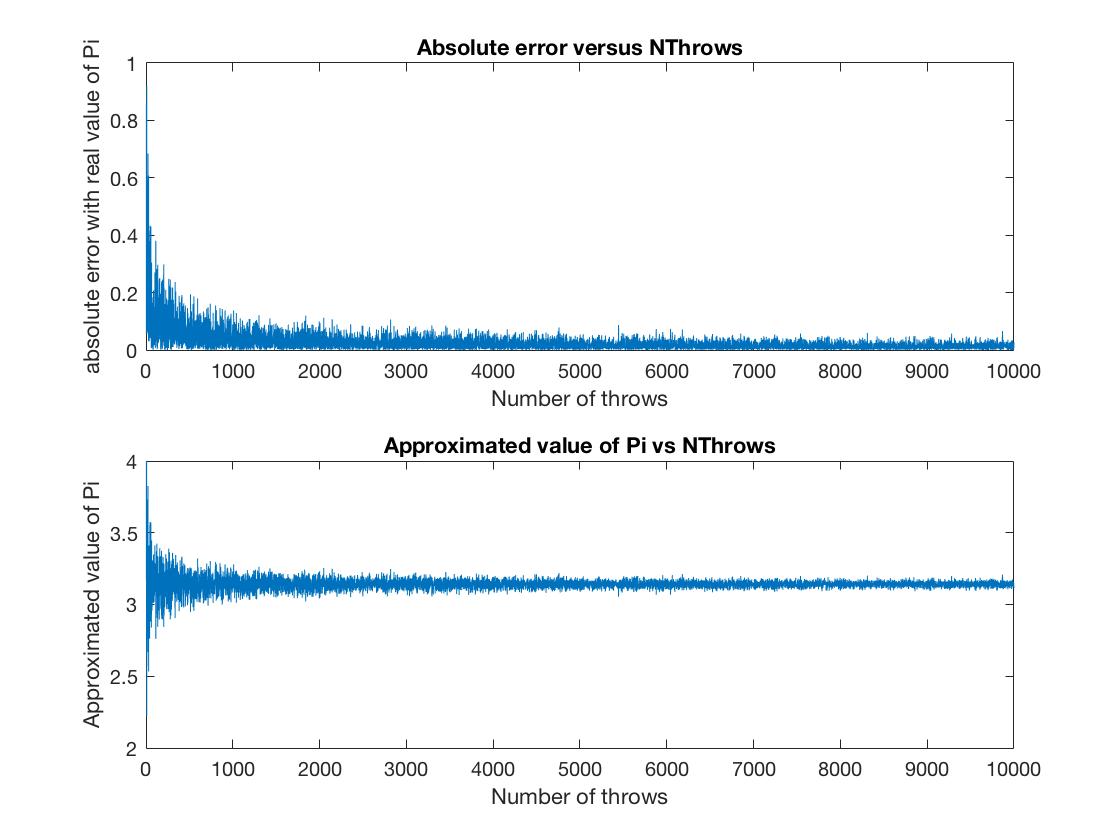 Absolute error versus NThrows
absolute error with real value of Pi
1
0.8
0.6
0.4
0.2
0
0 1000 2000 3000 4000 5000 6000 7000 8000 9000 10000
Number of throws
Approximated value of Pi vs NThrows
Approximated value of Pi
4
3.5
3
2.5
2
0 1000 2000 3000 4000 5000 6000 7000 8000 9000 10000
Number of throws